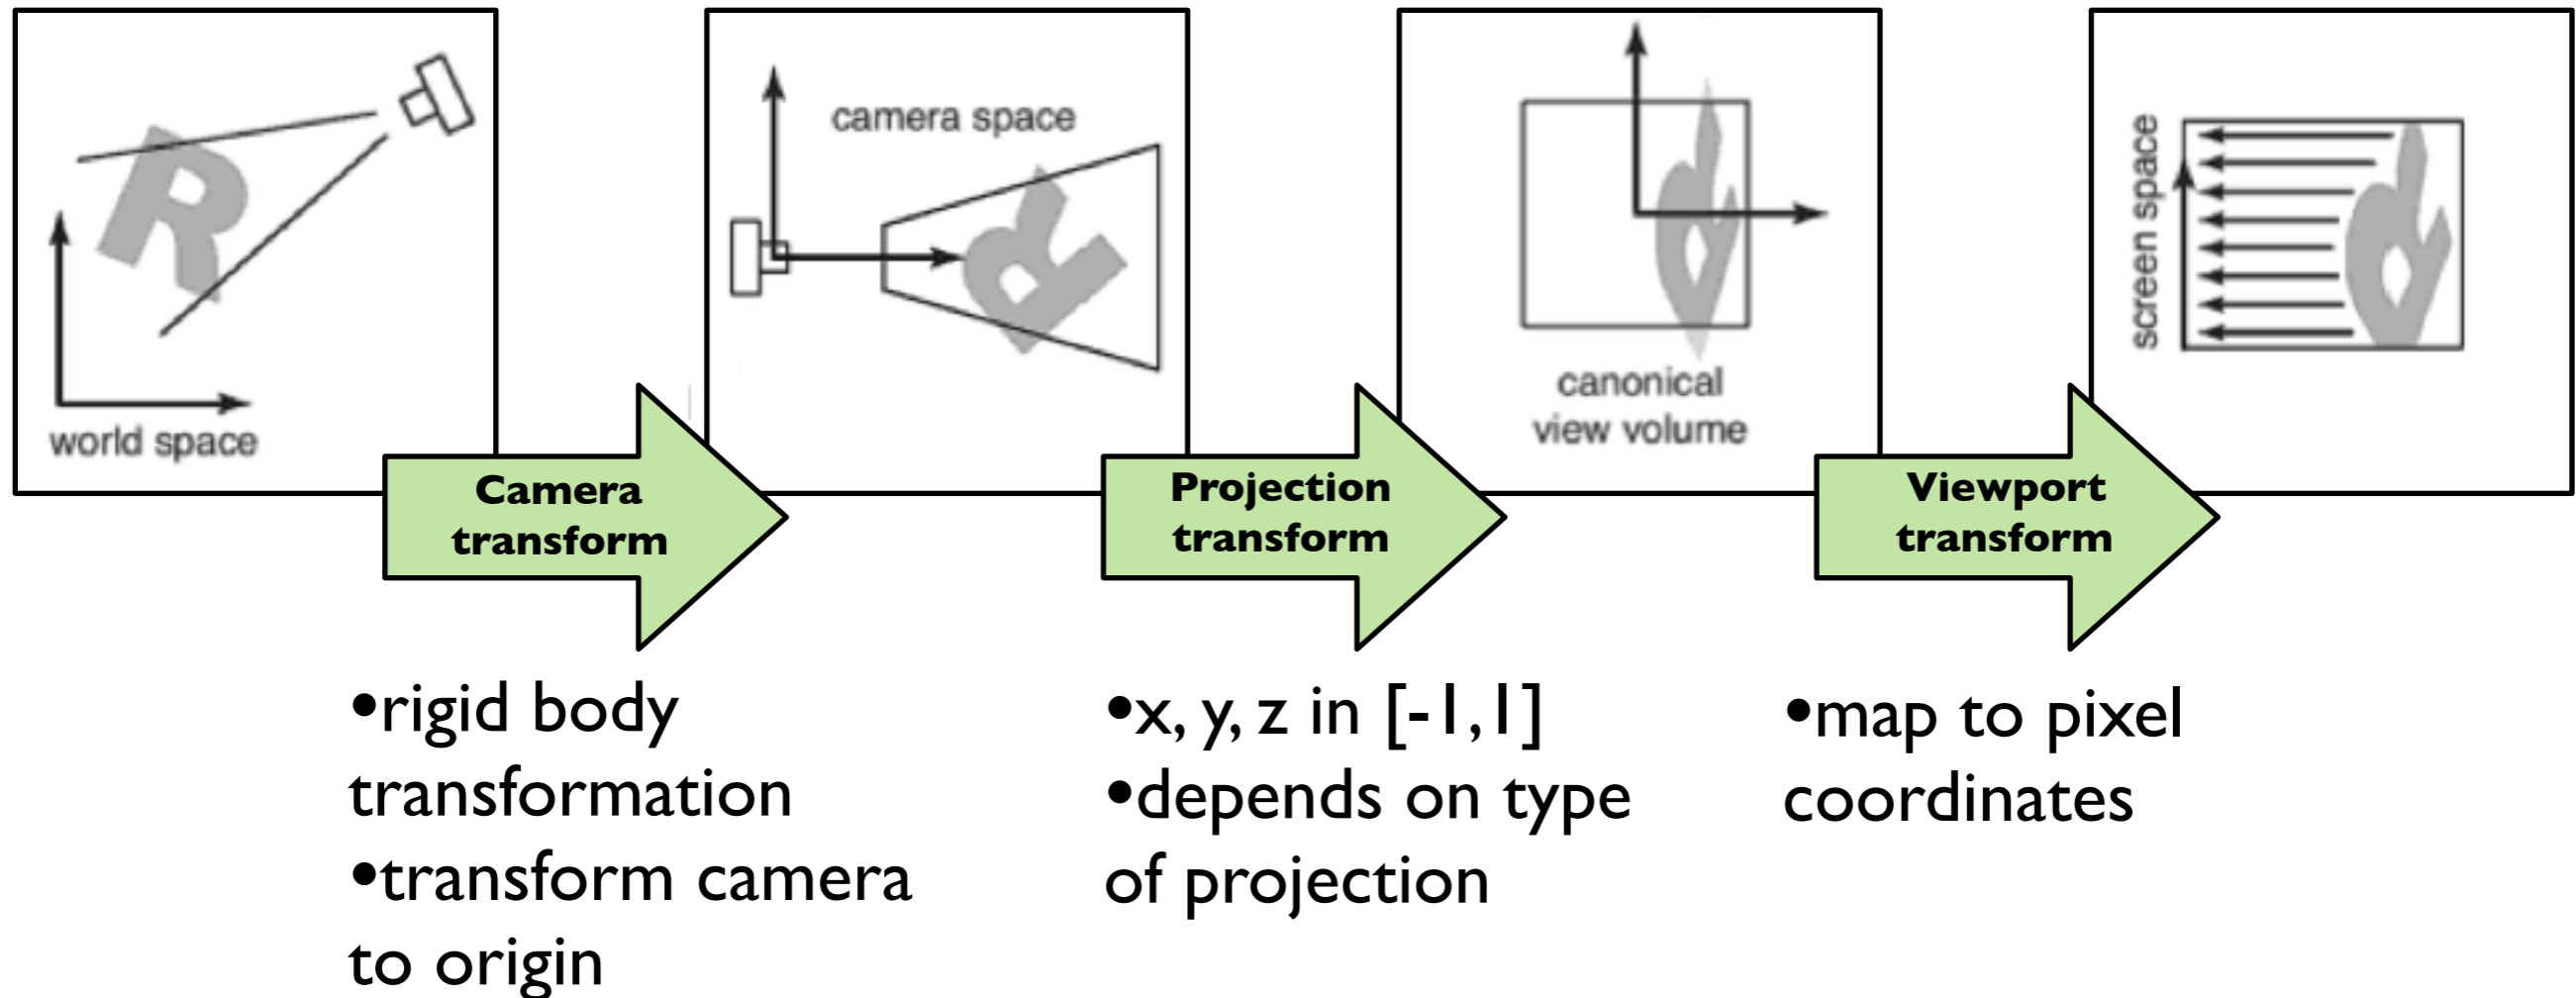 world space
camera space
canonical
view volume
screen space
Camera
transform
Projection
transform
Viewport
transform
•rigid body
transformation
•transform camera
to origin
•x, y, z in [-1,1]
•depends on type
of projection
•map to pixel
coordinates